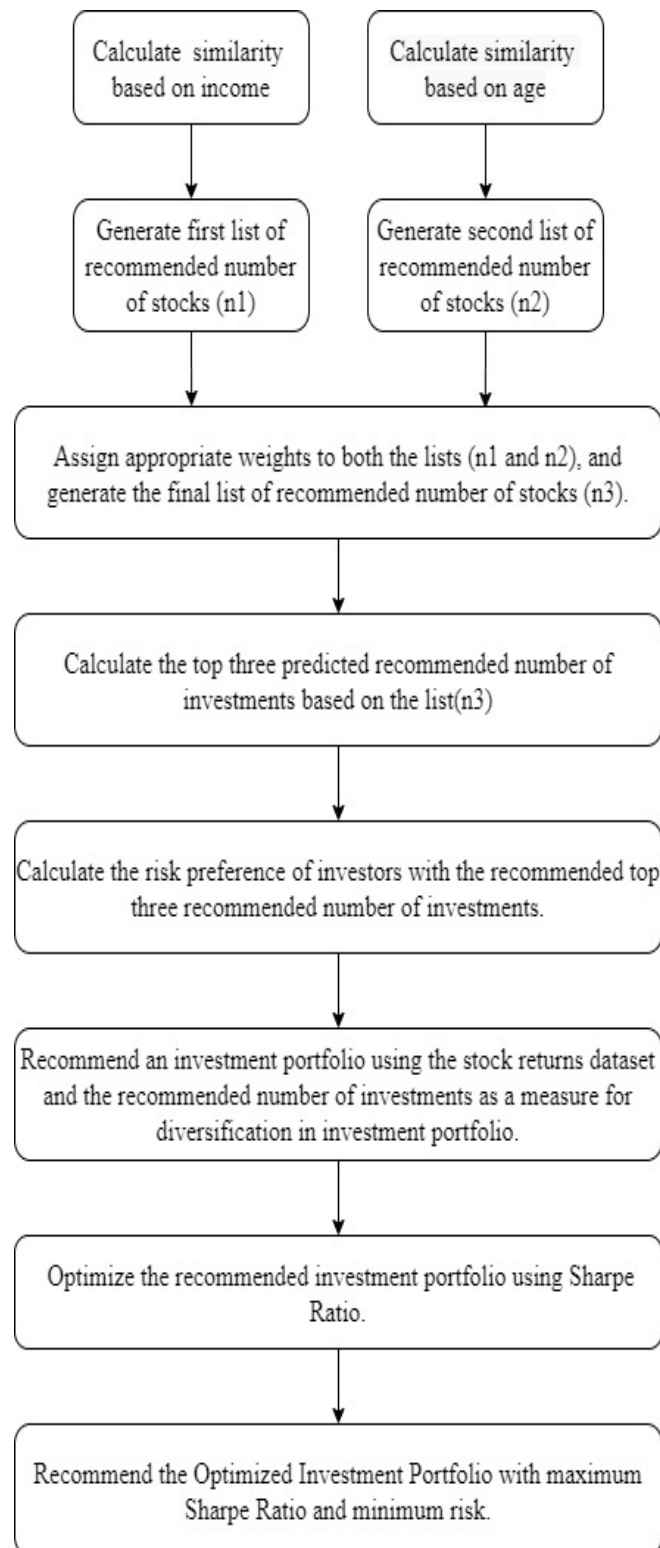 Calculate similarity
based on income
Calculate similarity
based on age
Generate first list of
recommended number
of stocks (n1)
Generate second list of
recommended number
of stocks (n2)
Assign appropriate weights to both the lists (n1 and n2), and
generate the final list of recommended number of stocks (n3).
Calculate the top three predicted recommended number of
investments based on the list(n3)
Calculate the risk preference of investors with the recommended top
three recommended number of investments.
Recommend an investment portfolio using the stock returns dataset
and the recommended number of investments as a measure for
diversification in investment portfolio.
Optimize the recommended investment portfolio using Sharpe
Ratio.
Recommend the Optimized Investment Portfolio with maximum
Sharpe Ratio and minimum risk.